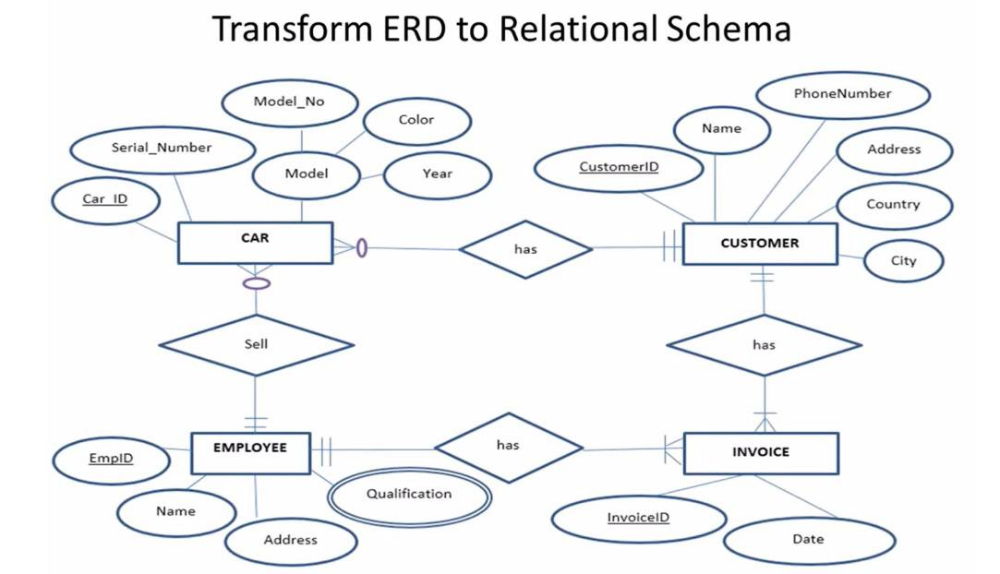 Transform ERD to Relational Schema
Model_No
PhoneNumber
Color
Name
Serial_Number
Address
Model
Year
CustomerID
Car_ID
Country
CAR
has
CUSTOMER
City
Sell
has
EMPLOYEE
has
INVOICE
EmpID
Qualification
Name
InvoiceID
Address
Date